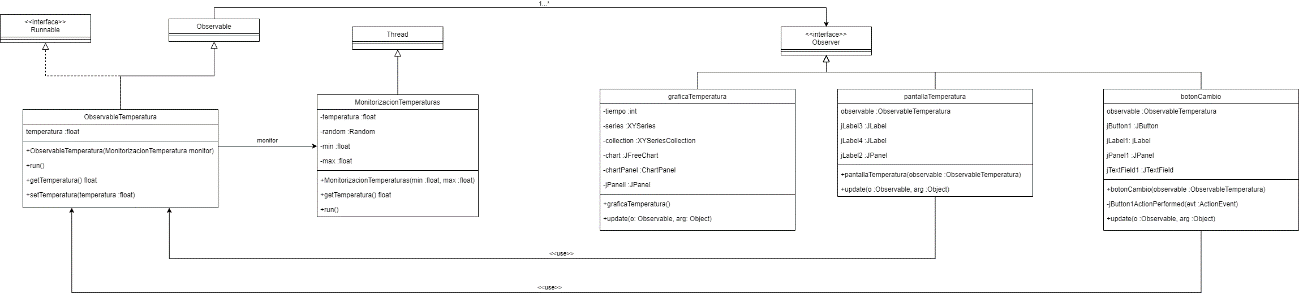 1...*
<<interface>>
Runnable
Observable
Thread
<<interface>>
Observer
ObservableTemperatura
temperatura :float
+ObservableTemperatura(MonitorizacionTemperatura monitor)
+run()
+getTemperatura() float
+setTemperatura(temperatura :float)
monitor
MonitorizacionTemperaturas
-temperatura :float
-random :Random
-min :float
-max :float
+MonitorizacionTemperaturas(min :float, max :float)
+getTemperatura() float
+run()
graficaTemperatura
-tiempo :int
-series :XYSeries
-collection :XYSeriesCollection
-chart :JFreeChart
-chartPanel :ChartPanel
-jPanell :JPanel
+graficaTemperatura()
+update(o: Observable, arg: Object)
pantallaTemperatura
observable :ObservableTemperatura
jLabel3 :JLabel
jLabel4 :JLabel
jLabel2 :JPanel
+pantallaTemperatura(observable :ObservableTemperatura)
+update(o :Observable, arg :Object)
botonCambio
observable :ObservableTemperatura
jButton1 :JButton
jLabel1: jLabel
jPanel1 :JPanel
jTextField1 :JTextField
+botonCambio(observable :ObservableTemperatura)
-jButton1ActionPerformed(evt :ActionEvent)
+update(o :Observable, arg :Object)
<<use>>
<<use>>